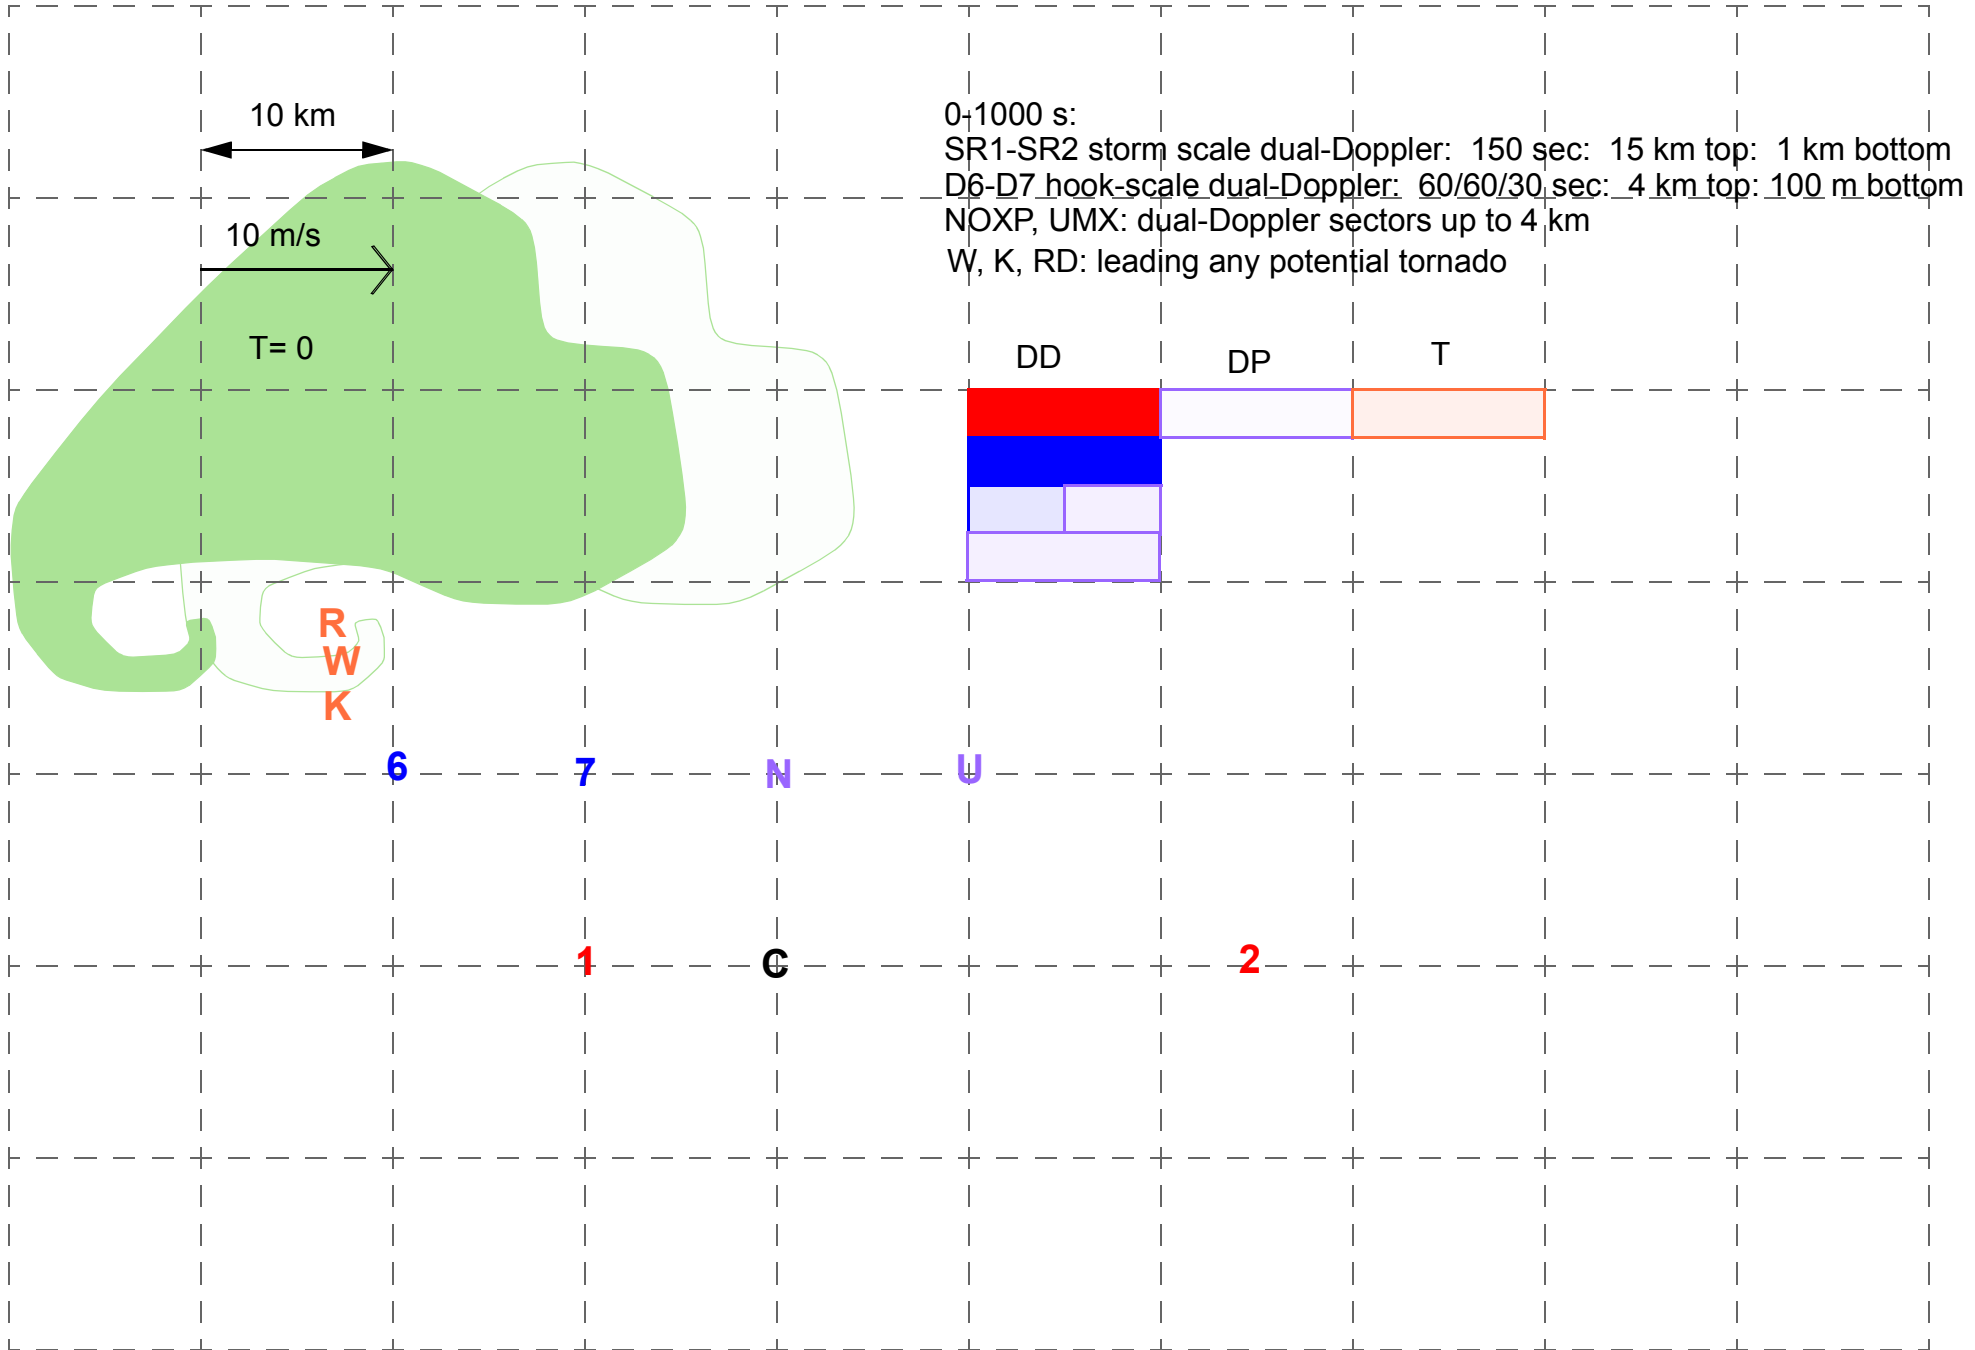 10 km
0-1000 s:
SR1-SR2 storm scale dual-Doppler: 150 sec: 15 km top: 1 km bottom
D6-D7 hook-scale dual-Doppler: 60/60/30 sec: 4 km top: 100 m bottom
NOXP, UMX: dual-Doppler sectors up to 4 km
W, K, RD: leading any potential tornado
10 m/s
T= 0
DD DP T
R
W
K
6 7 N U
1 C 2